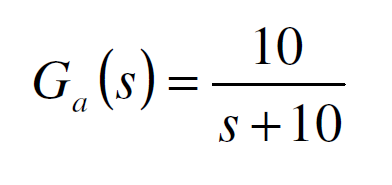 Gₐ(s) = 10 / (s + 10)